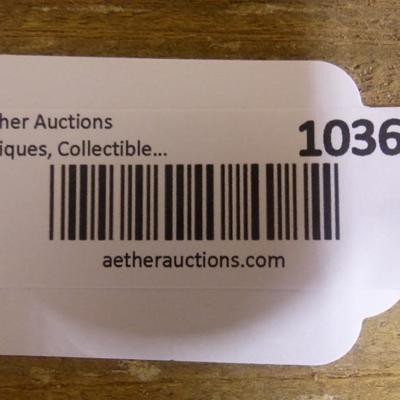 her Auctions
iques, Collectible...
1036
aetherauctions.com